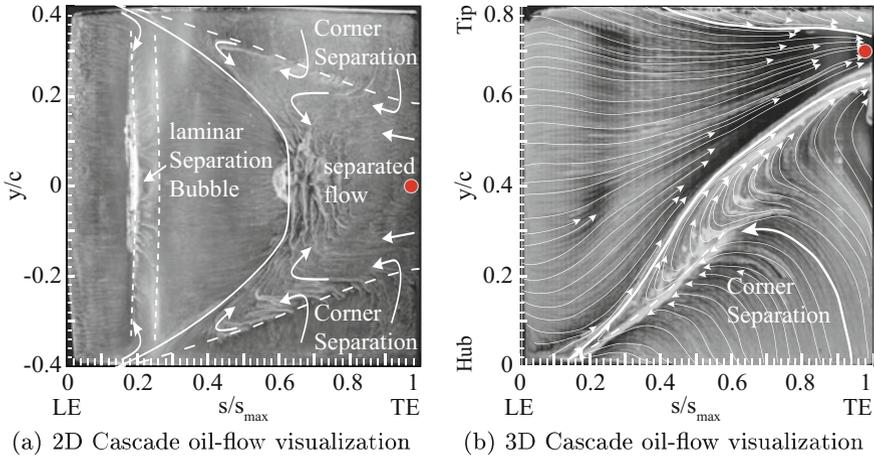 0.4
0.2
0
-0.2
-0.4
y/c
Corner
Separation
laminar
Separation
Bubble
separated
flow
Corner
Separation
0
0.2
0.4
0.6
0.8
1
LE
s/s_max
TE
(a) 2D Cascade oil-flow visualization
Tip
0.8
0.6
0.4
0.2
0
y/c
Hub
Corner
Separation
0
0.2
0.4
0.6
0.8
1
LE
s/s_max
TE
(b) 3D Cascade oil-flow visualization